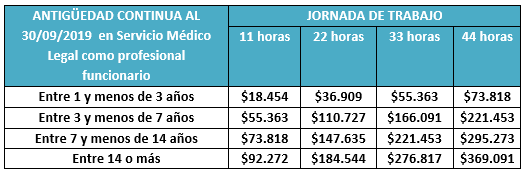 ANTIGÜEDAD CONTINUA AL
30/09/2019 en Servicio Médico
Legal como profesional
funcionario
JORNADA DE TRABAJO
11 horas 22 horas 33 horas 44 horas
Entre 1 y menos de 3 años $18.454 $36.909 $55.363 $73.818
Entre 3 y menos de 7 años $55.363 $110.727 $166.091 $221.453
Entre 7 y menos de 14 años $73.818 $147.635 $221.453 $295.273
Entre 14 o más $92.272 $184.544 $276.817 $369.091